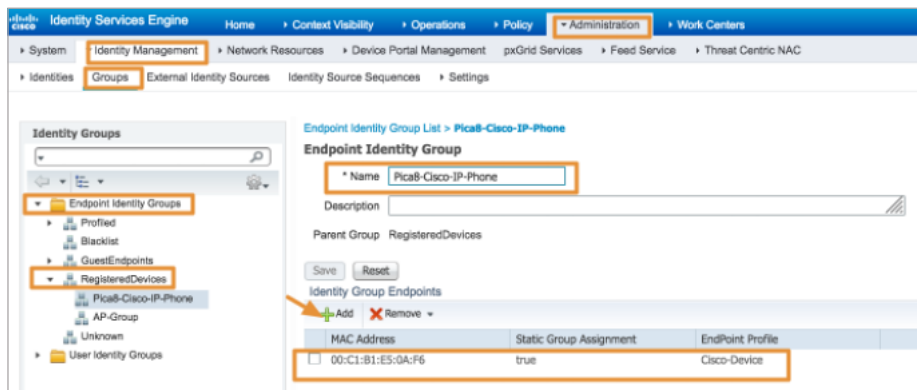 cisco Identity Services Engine Home Context Visibility Operations Policy Administration Work Centers
System Identity Management Network Resources Device Portal Management pxGrid Services Feed Service Threat Centric NAC
Identities Groups External Identity Sources Identity Source Sequences Settings
Identity Groups
Endpoint Identity Groups
Profiled
Blacklist
GuestEndpoints
RegisteredDevices
Pica8-Cisco-IP-Phone
AP-Group
Unknown
User Identity Groups
Endpoint Identity Group List > Pica8-Cisco-IP-Phone
Endpoint Identity Group
* Name Pica8-Cisco-IP-Phone
Description
Parent Group RegisteredDevices
Save Reset
Identity Group Endpoints
Add Remove
MAC Address Static Group Assignment EndPoint Profile
00:C1:B1:E5:0A:F6 true Cisco-Device